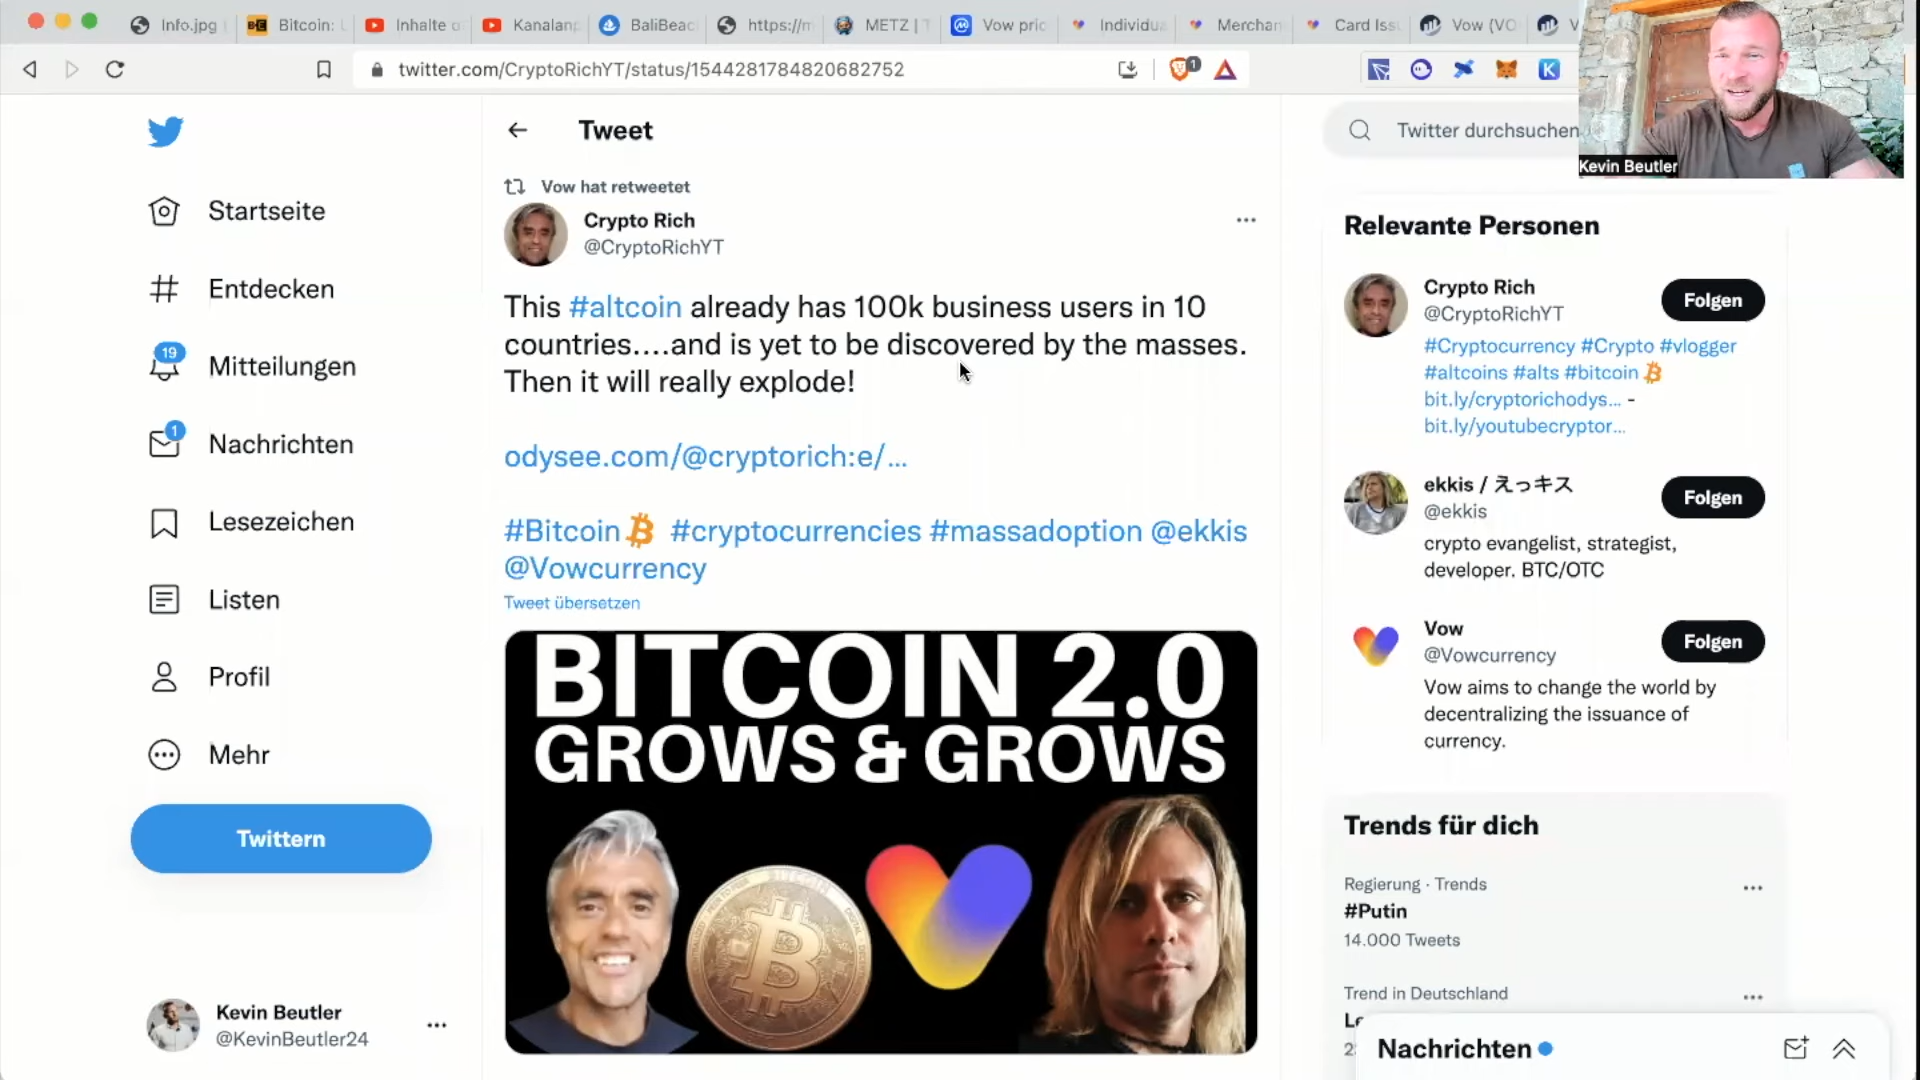 Info.jpg
Bitcoin:
Inhalte
Kanalanp
BaliBeac
https://m
METZ | T
Vow pric
Individua
Merchan
Card Iss
Vow (VO
V
twitter.com/CryptoRichYT/status/1544281784820682752
1
Kevin Beutler
Startseite
Entdecken
19
Mitteilungen
1
Nachrichten
Lesezeichen
Listen
Profil
Mehr
Twittern
Kevin Beutler
@KevinBeutler24
Tweet
Vow hat retweetet
Crypto Rich
@CryptoRichYT
This #altcoin already has 100k business users in 10
countries....and is yet to be discovered by the masses.
Then it will really explode!
odysee.com/@cryptorich:e/...
#Bitcoin #cryptocurrencies #massadoption @ekkis
@Vowcurrency
Tweet übersetzen
BITCOIN 2.0
GROWS & GROWS
Twitter durchsuchen
Relevante Personen
Crypto Rich
@CryptoRichYT
Folgen
#Cryptocurrency #Crypto #vlogger
#altcoins #alts #bitcoin
bit.ly/cryptorichodys... -
bit.ly/youtubecryptor...
ekkis / えっキス
@ekkis
Folgen
crypto evangelist, strategist,
developer. BTC/OTC
Vow
@Vowcurrency
Folgen
Vow aims to change the world by
decentralizing the issuance of
currency.
Trends für dich
Regierung · Trends
#Putin
14.000 Tweets
Trend in Deutschland
Nachrichten